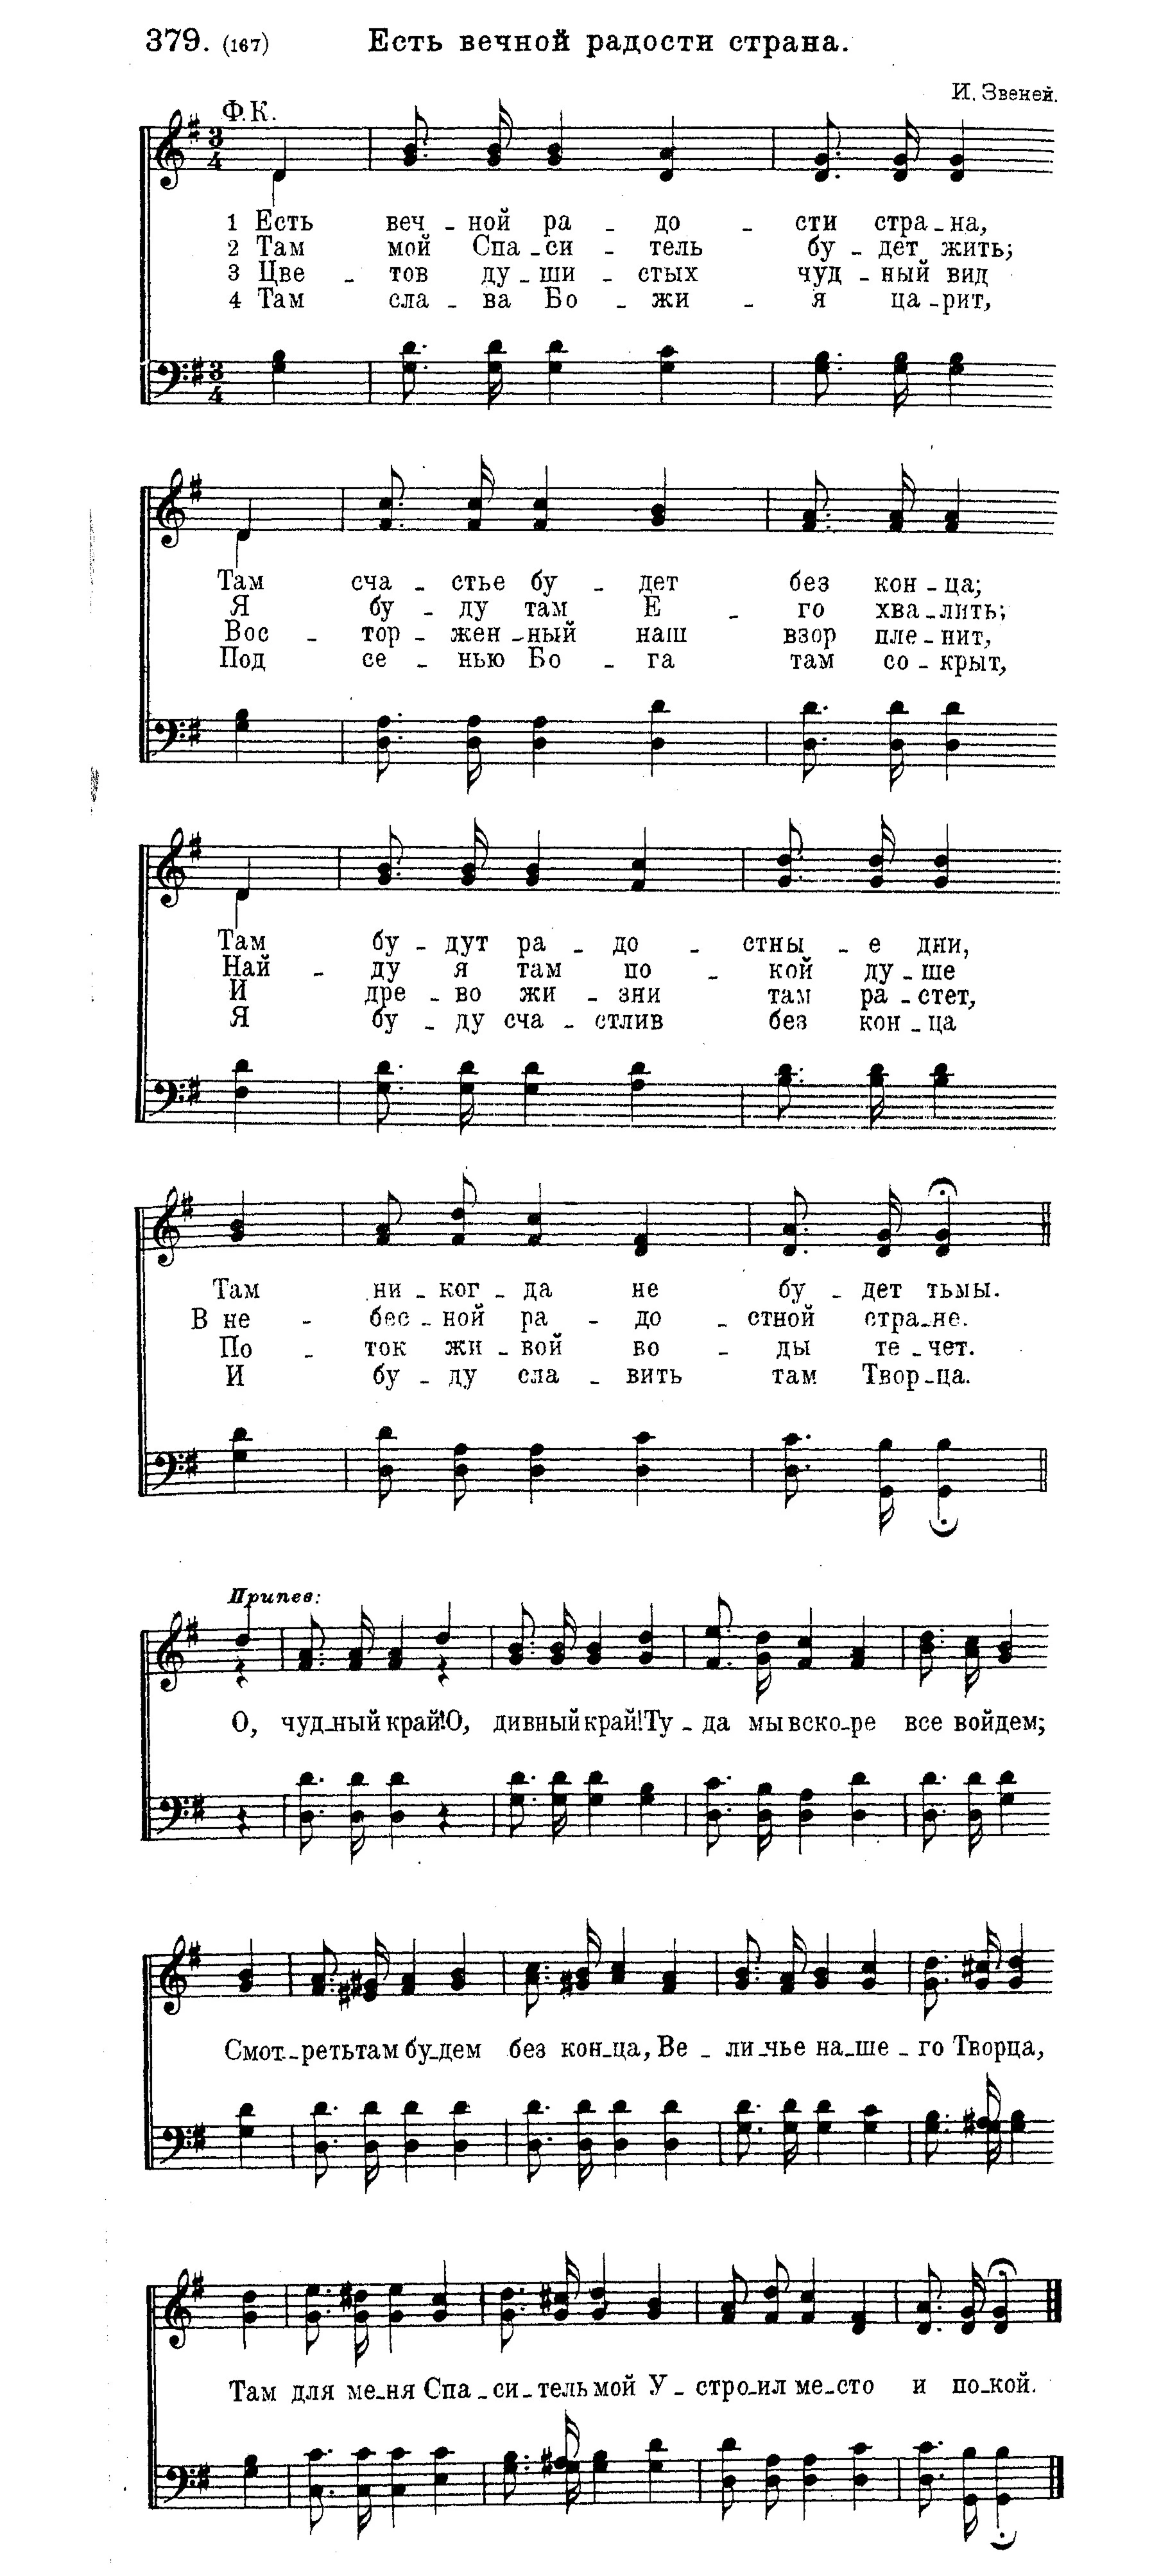 379. (167) Есть вечной радости страна.
И. Звеней.
Ф. К.
1 Есть веч - ной ра - до - сти стра - на,
2 Там мой Спа - си - тель бу - дет жить;
3 Цве - тов ду - ши - стых чуд - ный вид
4 Там сла - ва Бо - жи - я ца - рит,
Там сча - стье бу - дет без кон - ца;
Я бу - ду там Е - го хва - лить;
Вос - тор - жен - ный наш взор пле - нит,
Под се - нью Бо - га там со - крыт,
Там бу - дут ра - до - стны - е дни,
Най - ду я там по - кой ду - ше
И дре - во жи - зни там ра - стет,
Я бу - ду сча - стлив без кон - ца
Там ни - ког - да не бу - дет тьмы.
В не - бес - ной ра - до - стной стра - не.
По - ток жи - вой во - ды те - чет.
И бу - ду сла - вить там Твор - ца.
Припев:
О, чуд - ный край! О, дивный край! Ту - да мы вско - ре все войдем;
Смот - реть там бу - дем без кон - ца, Ве - ли - чье на - ше - го Творца,
Там для ме - ня Спа - си - тель мой У - стро - ил ме - сто и по - кой.